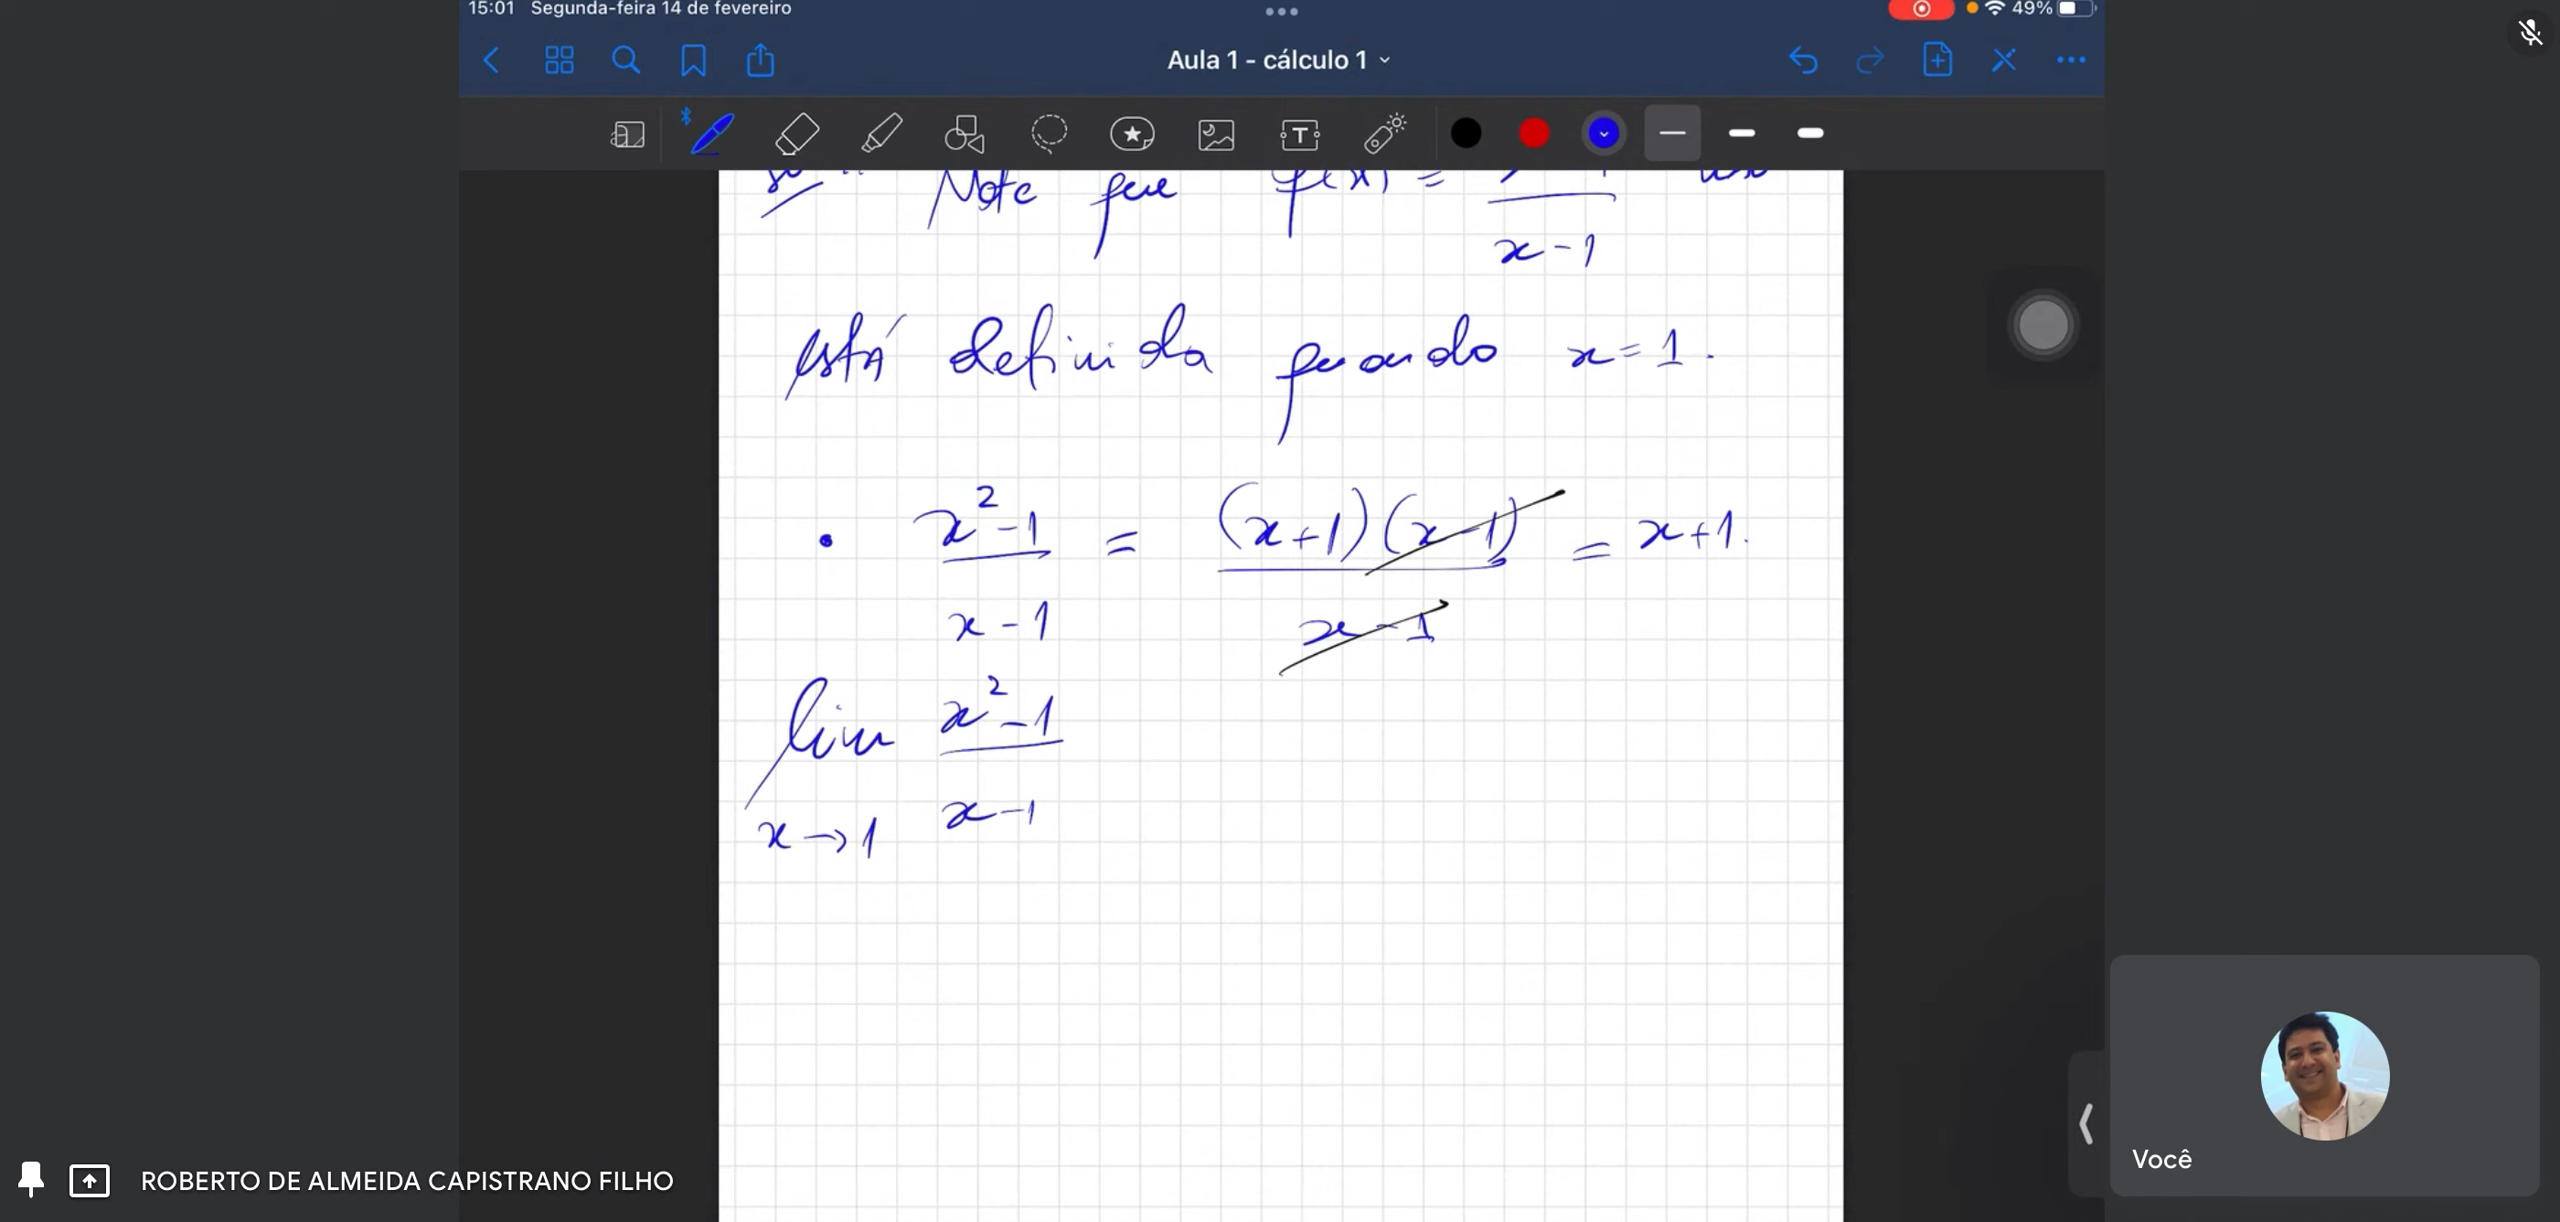 15:01 Segunda-feira 14 de fevereiro
49%
Aula 1 - cálculo 1
Note que f(x) =
x-1
está definida quando x=1.
• x²-1 / x-1 = (x+1)(x-1) / x-1 = x+1.
lim x→1 x²-1 / x-1
Você
ROBERTO DE ALMEIDA CAPISTRANO FILHO